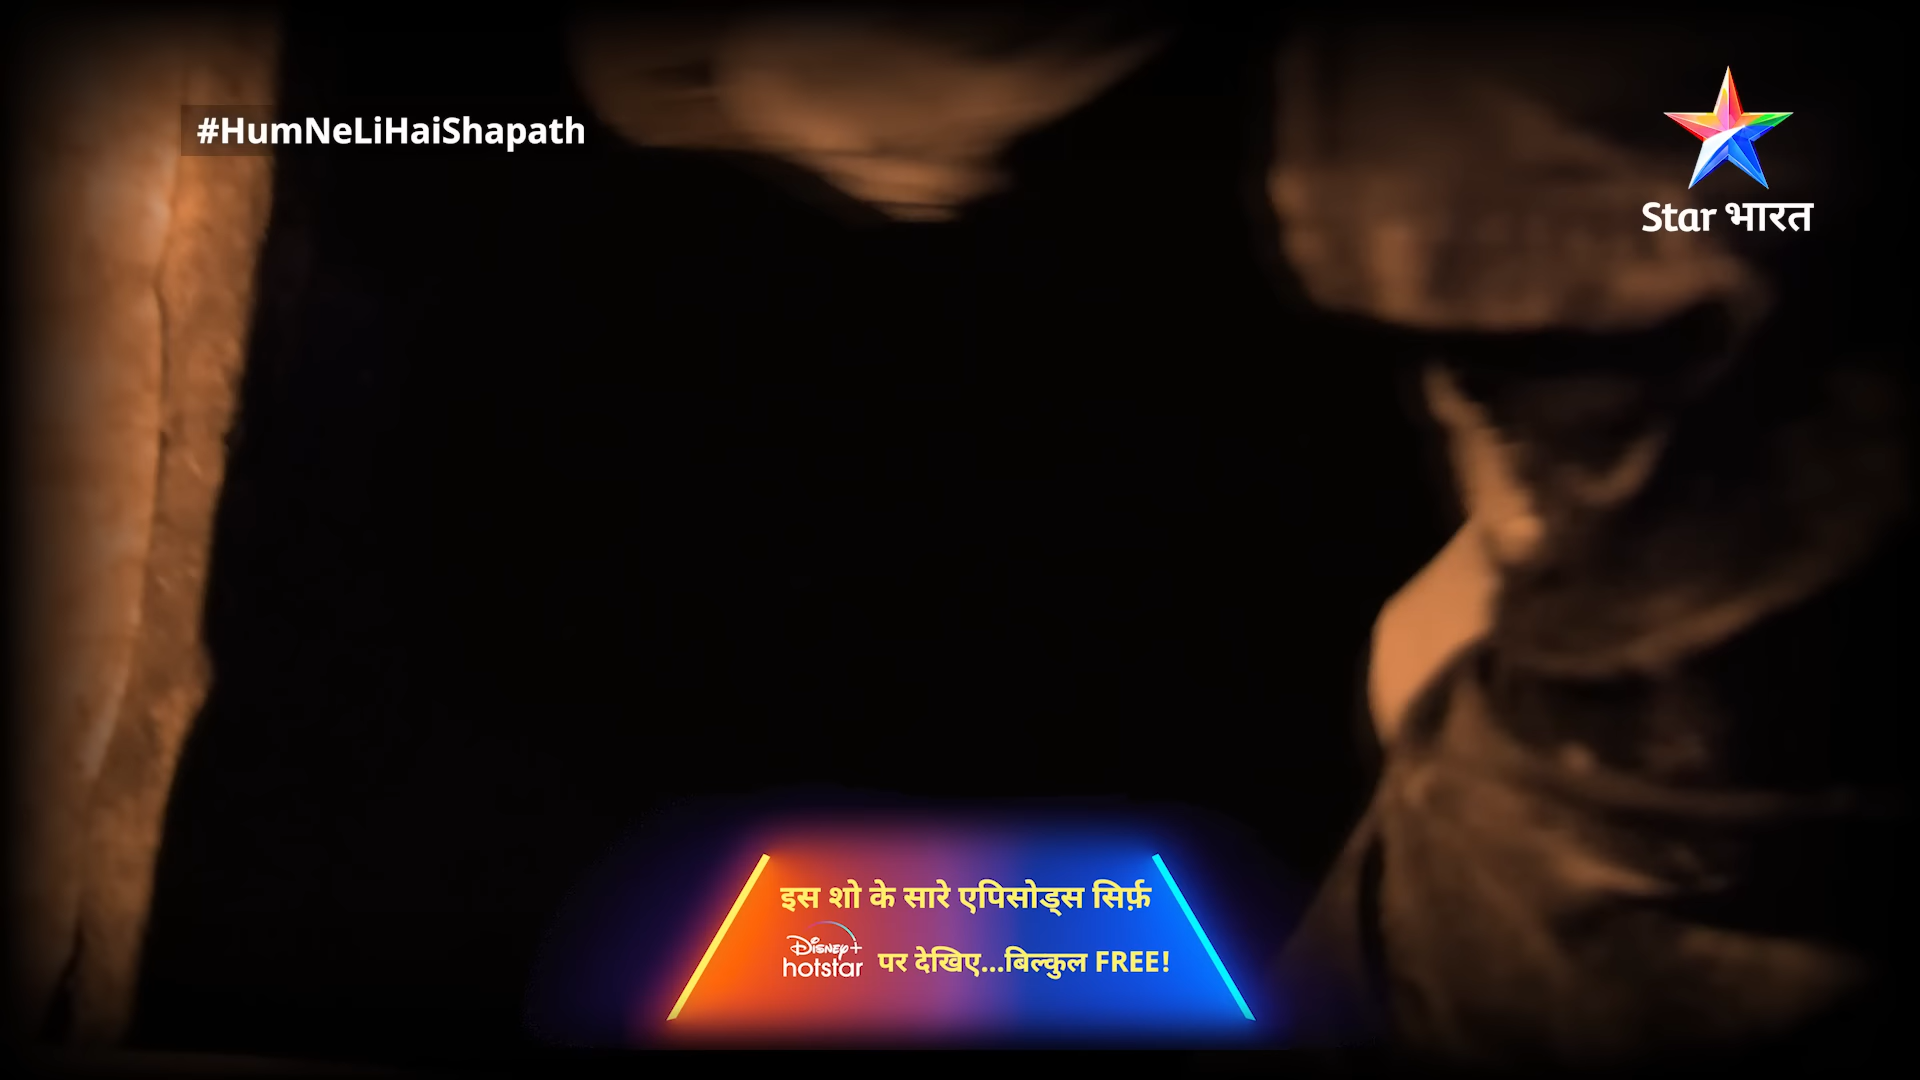 #HumNeLiHaiShapath
Star भारत
इस शो के सारे एपिसोड्स सिर्फ़
Disney+ hotstar पर देखिए...बिल्कुल FREE!